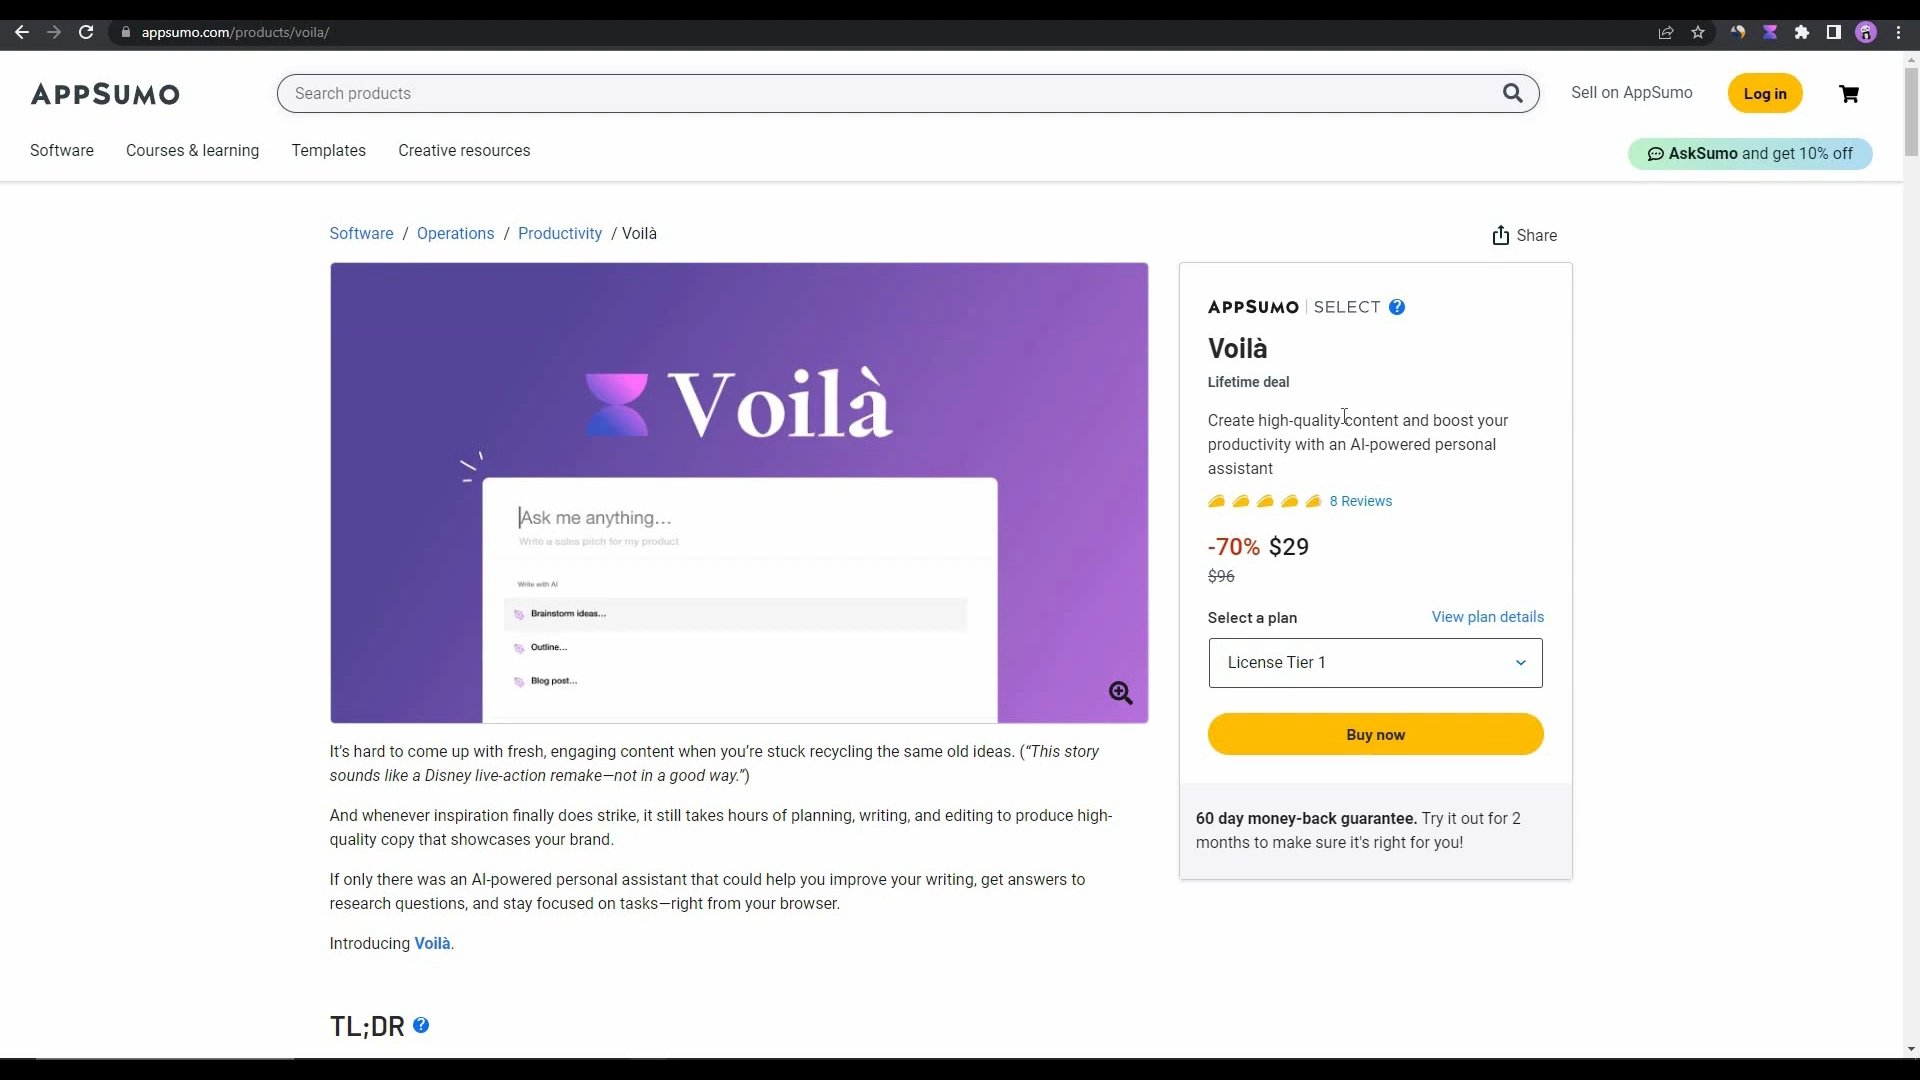 appsumo.com/products/voila/
APPSUMO
Search products
Sell on AppSumo
Log in
Software
Courses & learning
Templates
Creative resources
AskSumo and get 10% off
Software / Operations / Productivity / Voilà
Share
Voilà
Ask me anything...
Write a sales pitch for my product
Write with AI
Brainstorm ideas...
Outline...
Blog post...
APPSUMO | SELECT
Voilà
Lifetime deal
Create high-quality content and boost your
productivity with an AI-powered personal
assistant
8 Reviews
-70% $29
$96
Select a plan
View plan details
License Tier 1
Buy now
60 day money-back guarantee. Try it out for 2
months to make sure it's right for you!
It’s hard to come up with fresh, engaging content when you’re stuck recycling the same old ideas. (“This story
sounds like a Disney live-action remake—not in a good way.”)
And whenever inspiration finally does strike, it still takes hours of planning, writing, and editing to produce high-
quality copy that showcases your brand.
If only there was an AI-powered personal assistant that could help you improve your writing, get answers to
research questions, and stay focused on tasks—right from your browser.
Introducing Voilà.
TL;DR